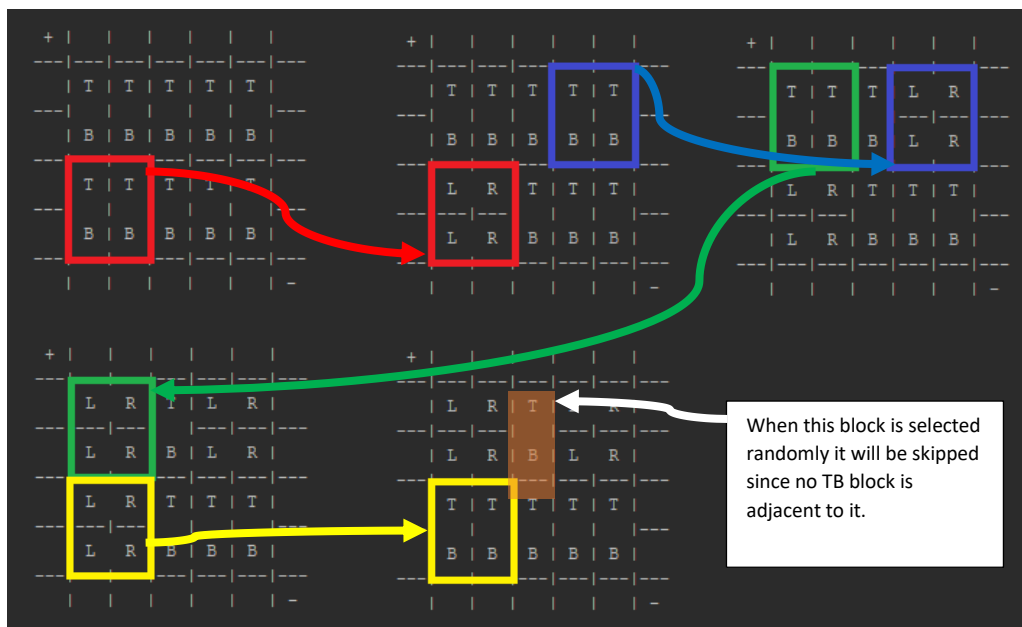 + | | | | | |
---|---|---|---|---|---|---
| T | T | T | T | T |
---| | | | | |---
| B | B | B | B | B |
---|---|---|---|---|---|---
T | T | T | T | T |
---| | | | |---
B | B | B | B | B |
---|---|---|---|---|---|---
| | | | | | -
+ | | | | | |
---|---|---|---|---|---|---
| T | T | T | T | T |
---| | | | | |---
| B | B | B | B | B |
---|---|---|---|---|---|---
L R | T | T | T |
---|---|---| | | |---
L R | B | B | B |
---|---|---|---|---|---|---
| | | | | | -
+ | | | | | |
---|---|---|---|---|---|---
T | T | T | L R
---| | | |---|---|---
B | B | B | L R
---|---|---|---|---|---|---
| L R | T | T | T |
---|---|---| | | |---
| L R | B | B | B |
---|---|---|---|---|---|---
| | | | | | -
+ | | | | | |
---|---|---|---|---|---|---
L R T | L R |
---|---|---| |---|---|---
L R | B | L R |
---|---|---|---|---|---|---
L R | T | T | T |
---|---|---| | | |---
L R | B | B | B |
---|---|---|---|---|---|---
| | | | | | -
+ | | | | | |
---|---|---|---|---|---|---
| L R | T | R |
---|---|---| |---|---|---
| L R | B | L R |
---|---|---|---|---|---|---
T | T | T | T | T |
---| | | | |---
B | B | B | B | B |
---|---|---|---|---|---|---
| | | | | | -
When this block is selected
randomly it will be skipped
since no TB block is
adjacent to it.